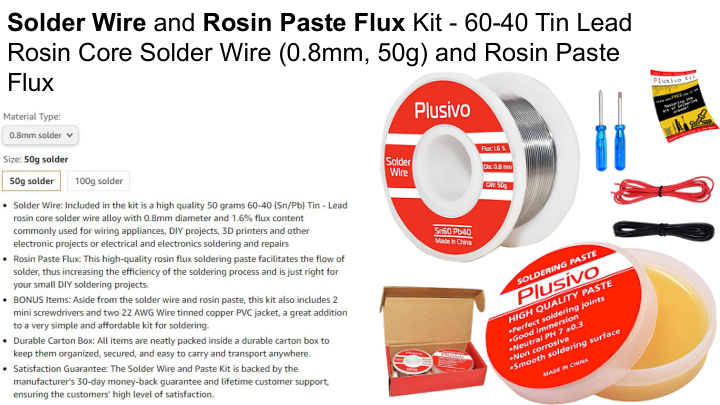 Solder Wire and Rosin Paste Flux Kit - 60-40 Tin Lead
Rosin Core Solder Wire (0.8mm, 50g) and Rosin Paste
Flux
Material Type:
0.8mm solder
Size: 50g solder
50g solder
100g solder
• Solder Wire: Included in the kit is a high quality 50 grams 60-40 (Sn/Pb) Tin - Lead
rosin core solder wire alloy with 0.8mm diameter and 1.6% flux content
commonly used for wiring appliances, DIY projects, 3D printers and other
electronic projects or electrical and electronics soldering and repairs
• Rosin Paste Flux: This high-quality rosin flux soldering paste facilitates the flow of
solder, thus increasing the efficiency of the soldering process and is just right for
your small DIY soldering projects.
• BONUS Items: Aside from the solder wire and rosin paste, this kit also includes 2
mini screwdrivers and two 22 AWG Wire tinned copper PVC jacket, a great addition
to a very simple and affordable kit for soldering.
• Durable Carton Box: All items are neatly packed inside a durable carton box to
keep them organized, secured, and easy to carry and transport anywhere.
• Satisfaction Guarantee: The Solder Wire and Paste Kit is backed by the
manufacturer's 30-day money-back guarantee and lifetime customer support,
ensuring the customers' high level of satisfaction.
Plusivo
Solder
Wire
Flux: 1.6 %
Dis: 0.8 mm
GW. 50g
Sn60 Pb40
Made in China
Plusivo Kit
SOLDERING PASTE
Plusivo
HIGH QUALITY PASTE
•Perfect soldering joints
•Good immersion
•Neutral PH 7 ±0.3
•Non corrosive
•Smooth soldering surface
MADE IN CHINA